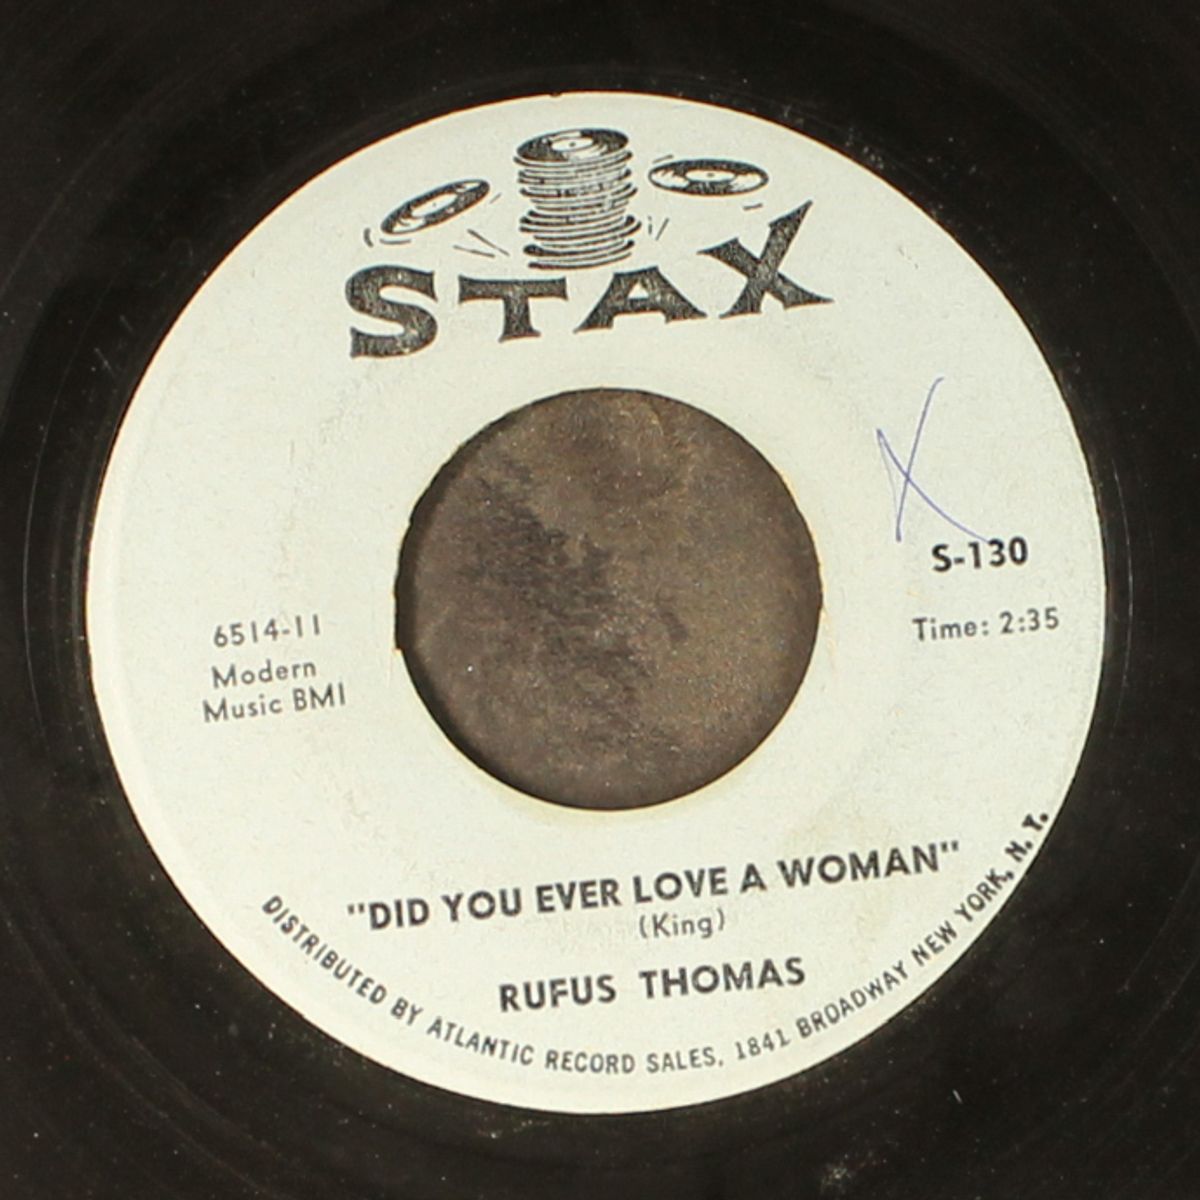 STAX
S-130
Time: 2:35
6514-11
Modern
Music BMI
"DID YOU EVER LOVE A WOMAN"
(King)
RUFUS THOMAS
DISTRIBUTED BY ATLANTIC RECORD SALES, 1841 BROADWAY NEW YORK, N. Y.